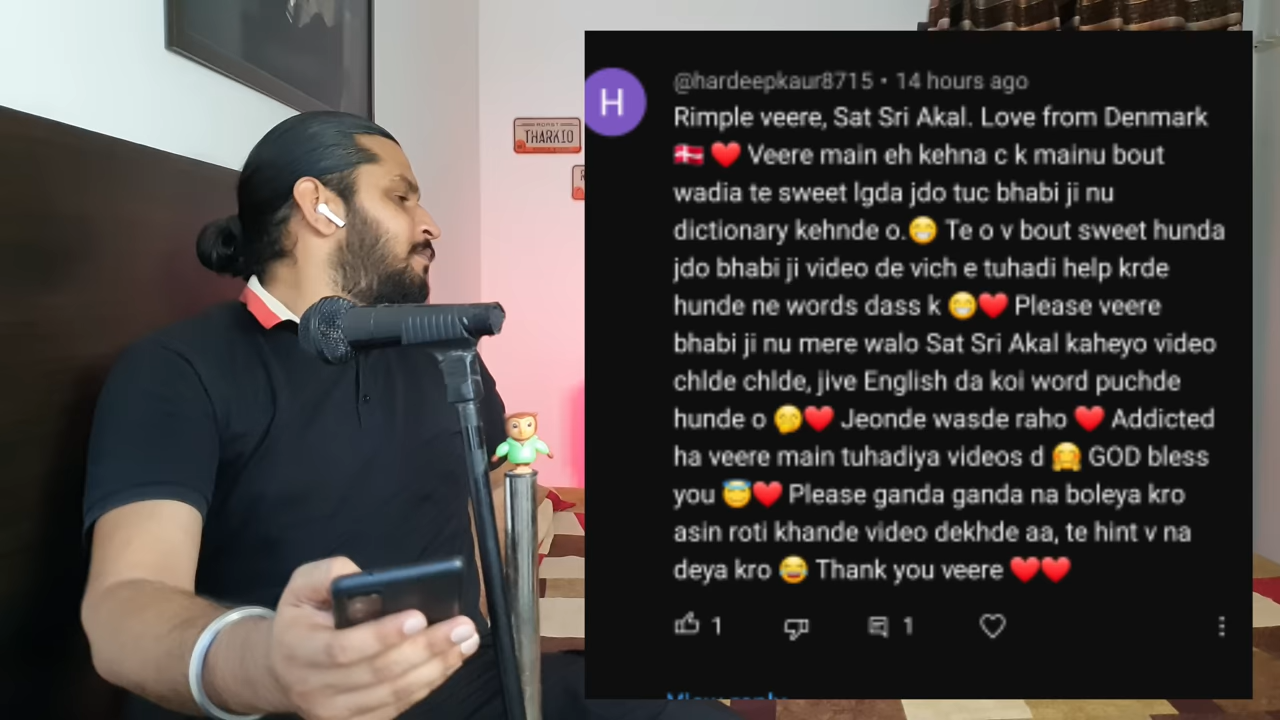 MORST
THARKIO
H
@hardeepkaur8715 • 14 hours ago
Rimple veere, Sat Sri Akal. Love from Denmark
🇩🇰 ❤️ Veere main eh kehna c k mainu bout
wadia te sweet lgda jdo tuc bhabi ji nu
dictionary kehnde o.😁 Te o v bout sweet hunda
jdo bhabi ji video de vich e tuhadi help krde
hunde ne words dass k 😁❤️ Please veere
bhabi ji nu mere walo Sat Sri Akal kaheyo video
chlde chlde, jive English da koi word puchde
hunde o 🤭❤️ Jeonde wasde raho ❤️ Addicted
ha veere main tuhadiya videos d 🤗 GOD bless
you 😇❤️ Please ganda ganda na boleya kro
asin roti khande video dekhde aa, te hint v na
deya kro 😂 Thank you veere ❤️❤️
1 1